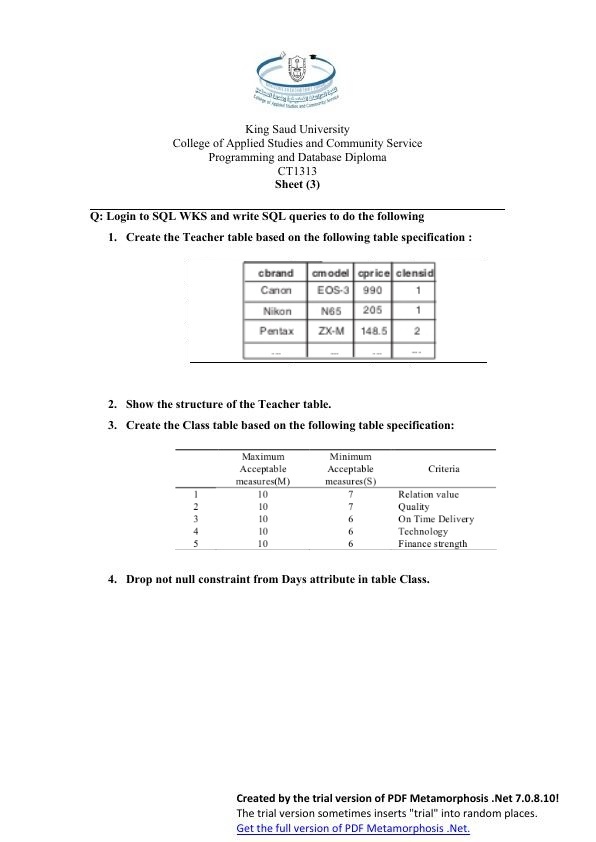 College of Applied Studies and Community Service
King Saud University
College of Applied Studies and Community Service
Programming and Database Diploma
CT1313
Sheet (3)
Q: Login to SQL WKS and write SQL queries to do the following
1. Create the Teacher table based on the following table specification :
cbrand cmodel cprice clensid
Canon EOS-3 990 1
Nikon N65 205 1
Pentax ZX-M 148.5 2
... ... ... ...
2. Show the structure of the Teacher table.
3. Create the Class table based on the following table specification:
Maximum Minimum
Acceptable Acceptable Criteria
measures(M) measures(S)
1 10 7 Relation value
2 10 7 Quality
3 10 6 On Time Delivery
4 10 6 Technology
5 10 6 Finance strength
4. Drop not null constraint from Days attribute in table Class.
Created by the trial version of PDF Metamorphosis .Net 7.0.8.10!
The trial version sometimes inserts "trial" into random places.
Get the full version of PDF Metamorphosis .Net.